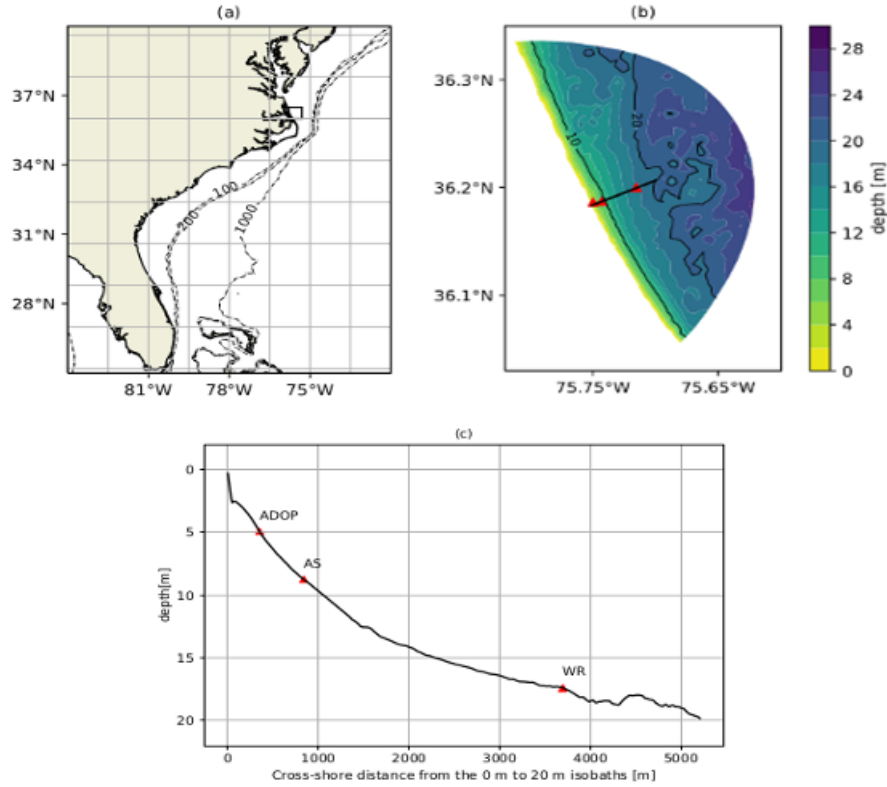 (a)
37°N
34°N
31°N
28°N
81°W
78°W
75°W
100
200
1000
(b)
36.3°N
36.2°N
36.1°N
75.75°W
75.65°W
10
20
28
24
20
16
12
8
4
0
depth [m]
(c)
0
5
10
15
20
depth[m]
ADOP
AS
WR
0
1000
2000
3000
4000
5000
Cross-shore distance from the 0 m to 20 m isobaths [m]